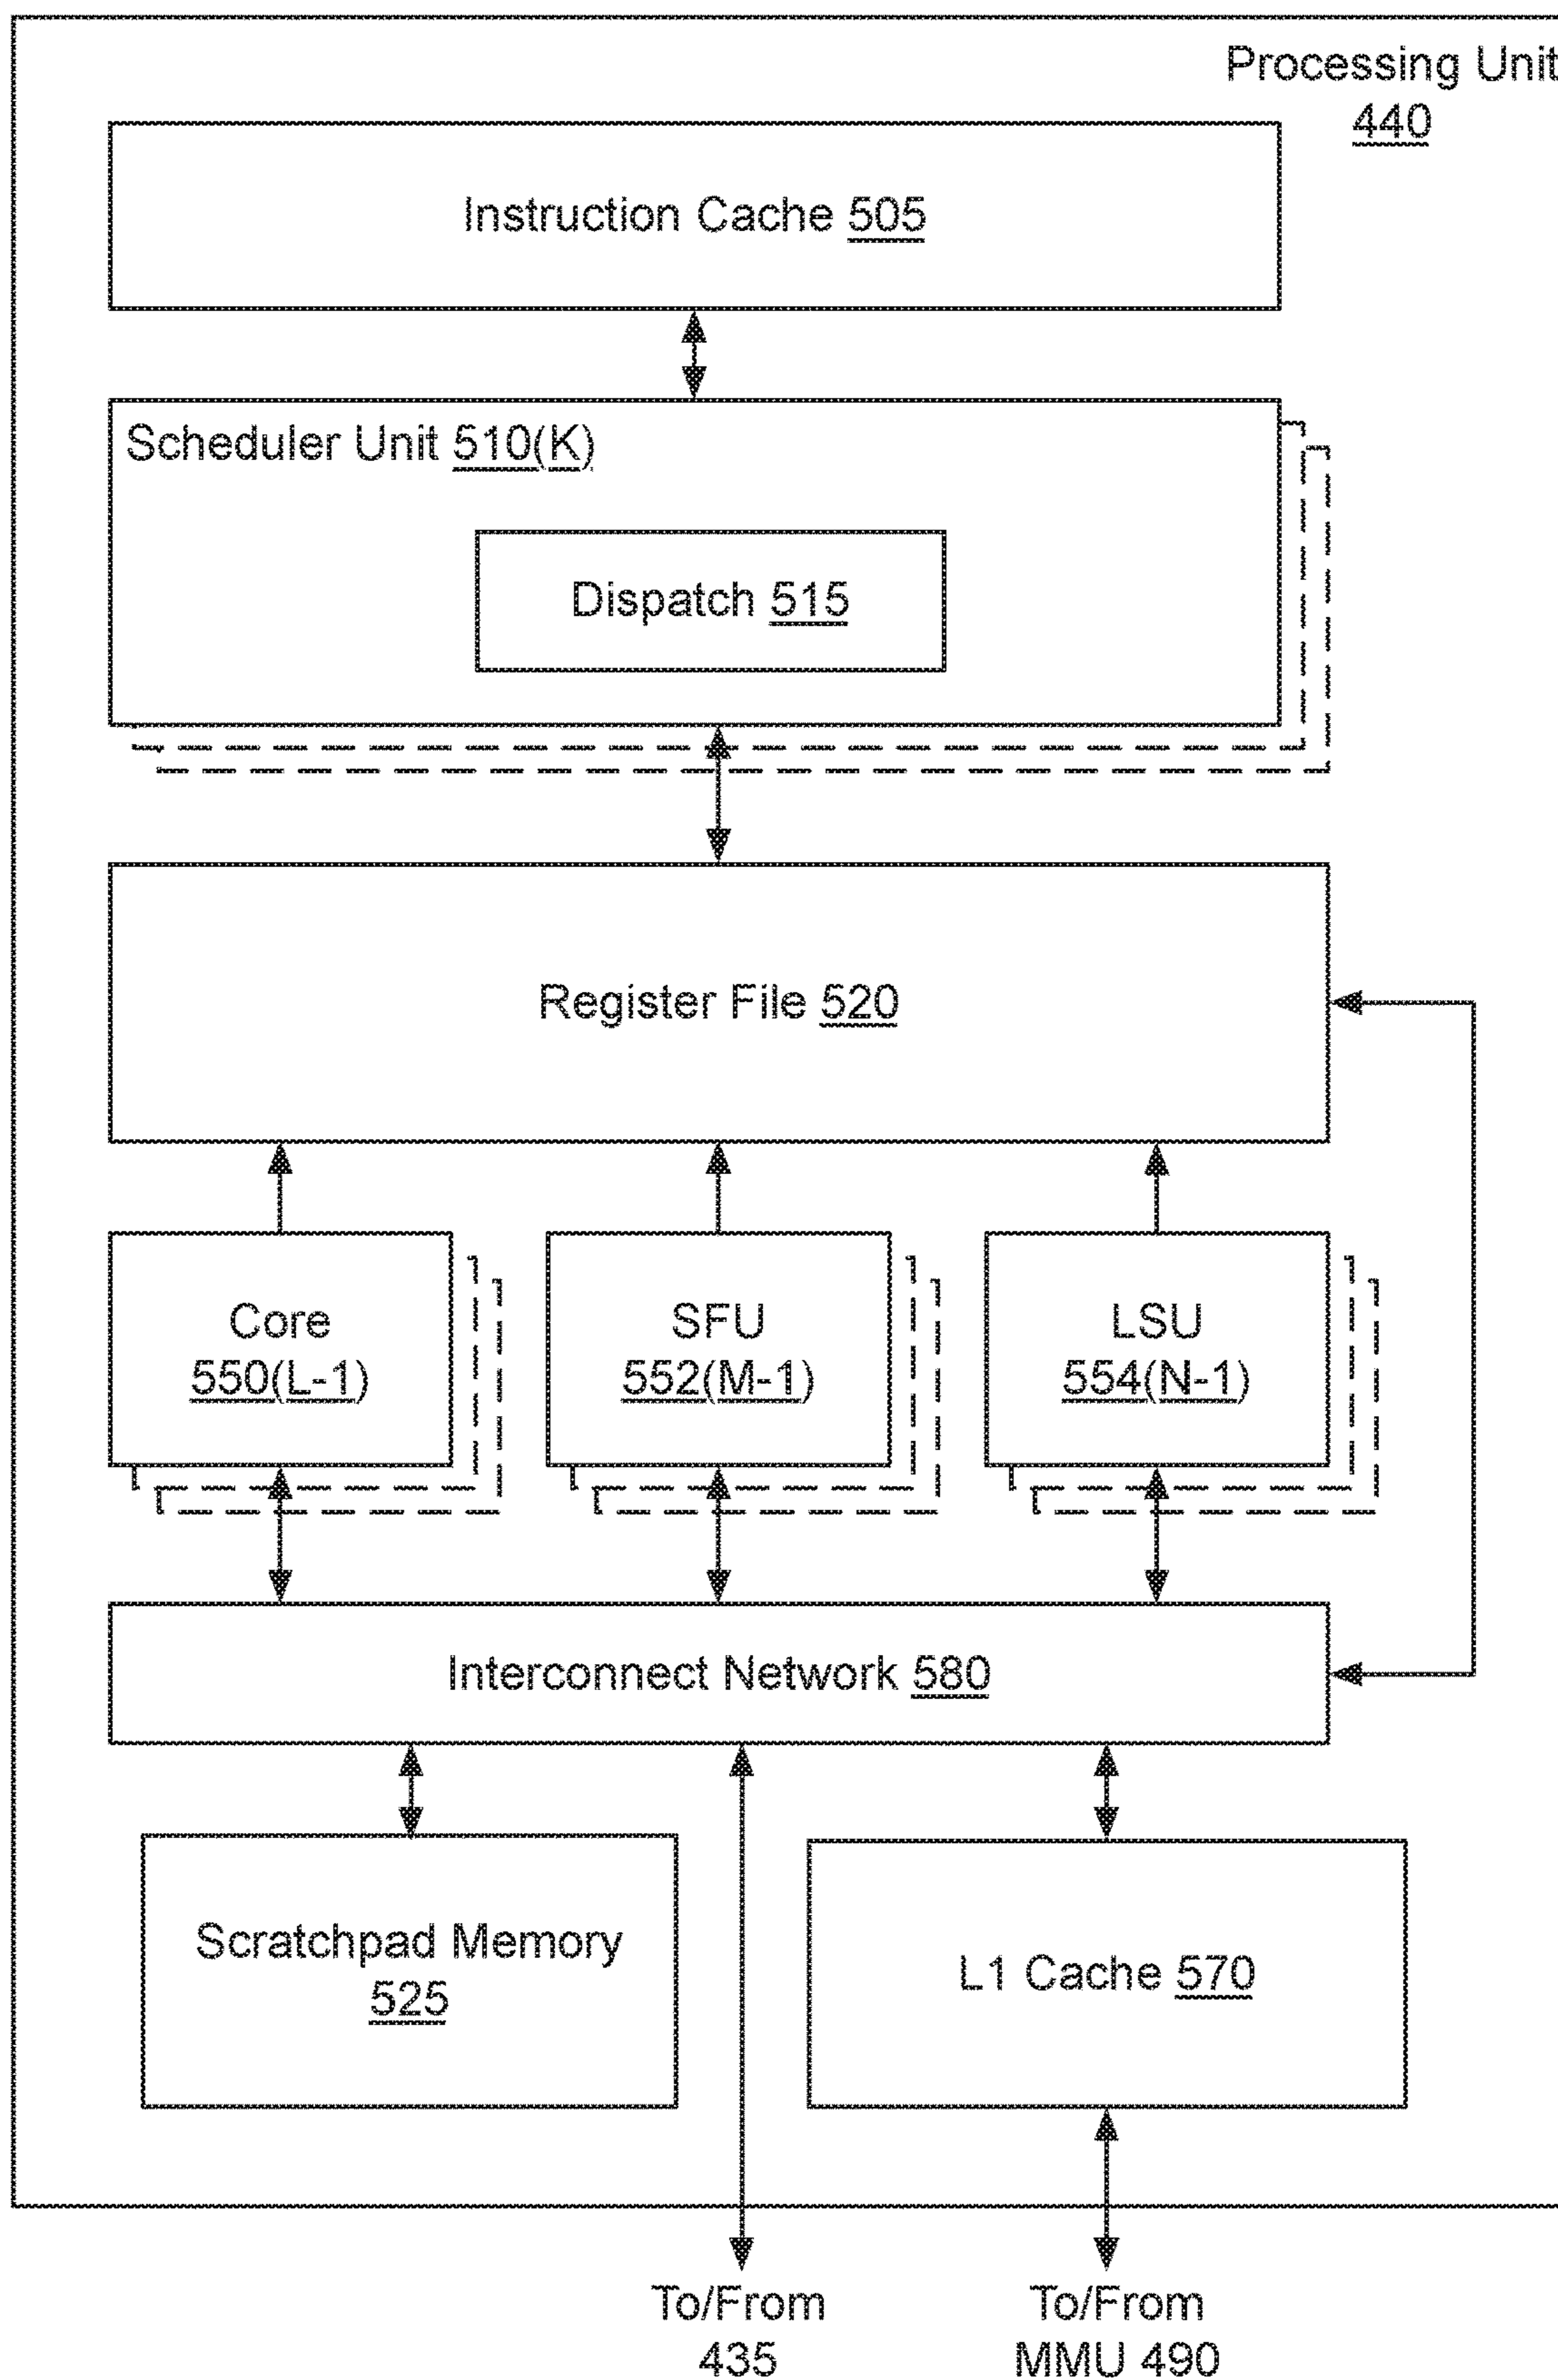 Processing Unit
440
Instruction Cache 505
Scheduler Unit 510(K)
Dispatch 515
Register File 520
Core
550(L-1)
SFU
552(M-1)
LSU
554(N-1)
Interconnect Network 580
Scratchpad Memory
525
L1 Cache 570
To/From
435
To/From
MMU 490